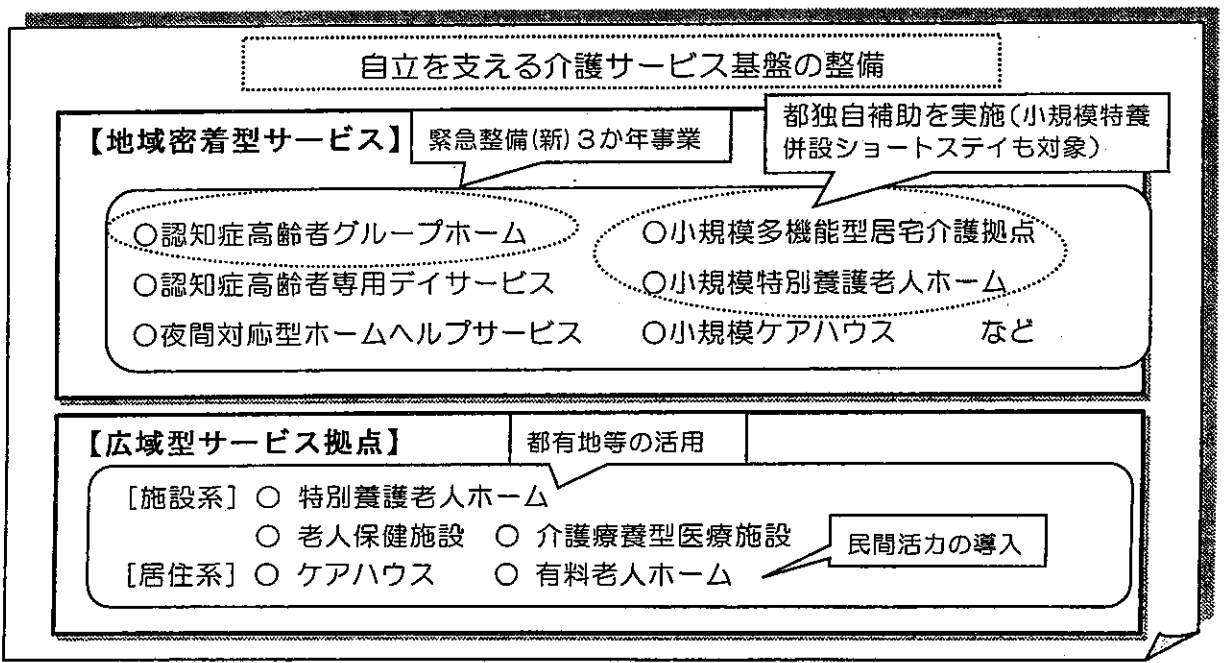 自立を支える介護サービス基盤の整備
【地域密着型サービス】
緊急整備(新)3か年事業
都独自補助を実施(小規模特養
併設ショートステイも対象)
○認知症高齢者グループホーム
○小規模多機能型居宅介護拠点
○認知症高齢者専用デイサービス
○小規模特別養護老人ホーム
○夜間対応型ホームヘルプサービス
○小規模ケアハウス など
【広域型サービス拠点】
都有地等の活用
[施設系] ○ 特別養護老人ホーム
○ 老人保健施設 ○ 介護療養型医療施設
民間活力の導入
[居住系] ○ ケアハウス ○ 有料老人ホーム